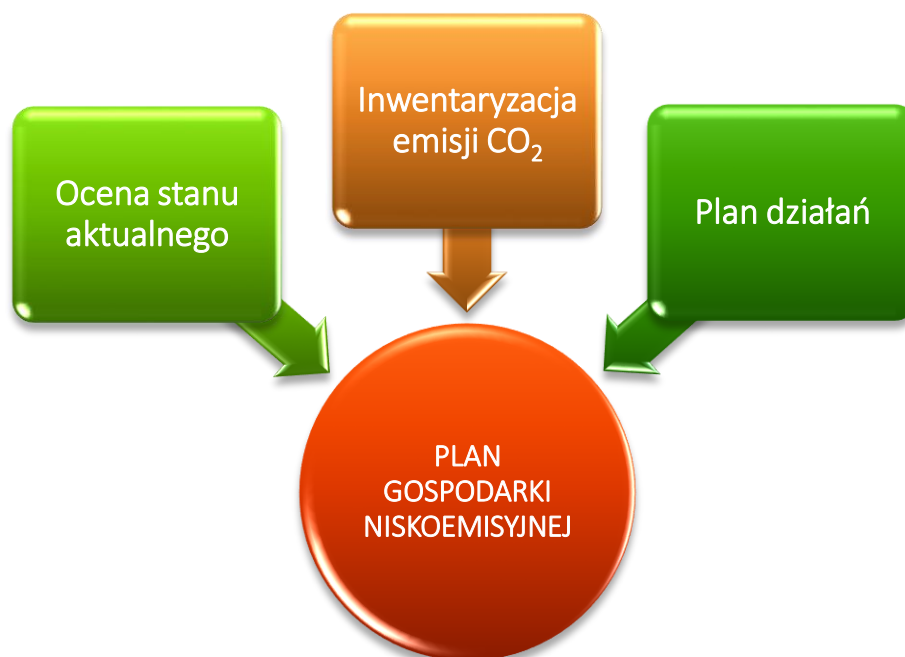 Inwentaryzacja
emisji CO₂
Ocena stanu
aktualnego
Plan działań
PLAN
GOSPODARKI
NISKOEMISYJNEJ